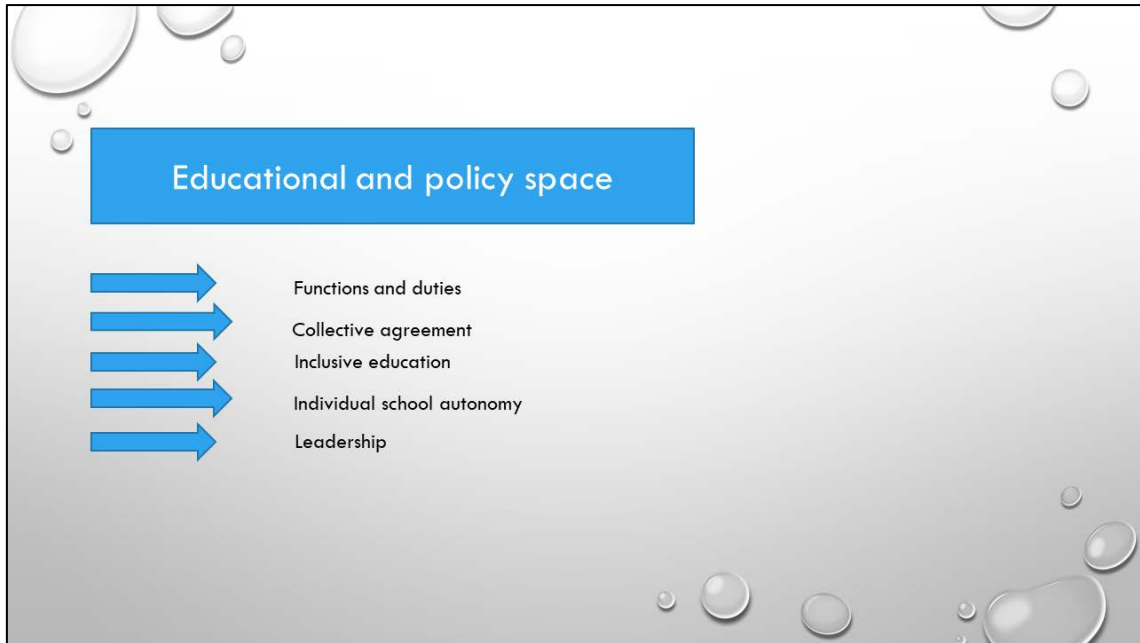 Educational and policy space
Functions and duties
Collective agreement
Inclusive education
Individual school autonomy
Leadership